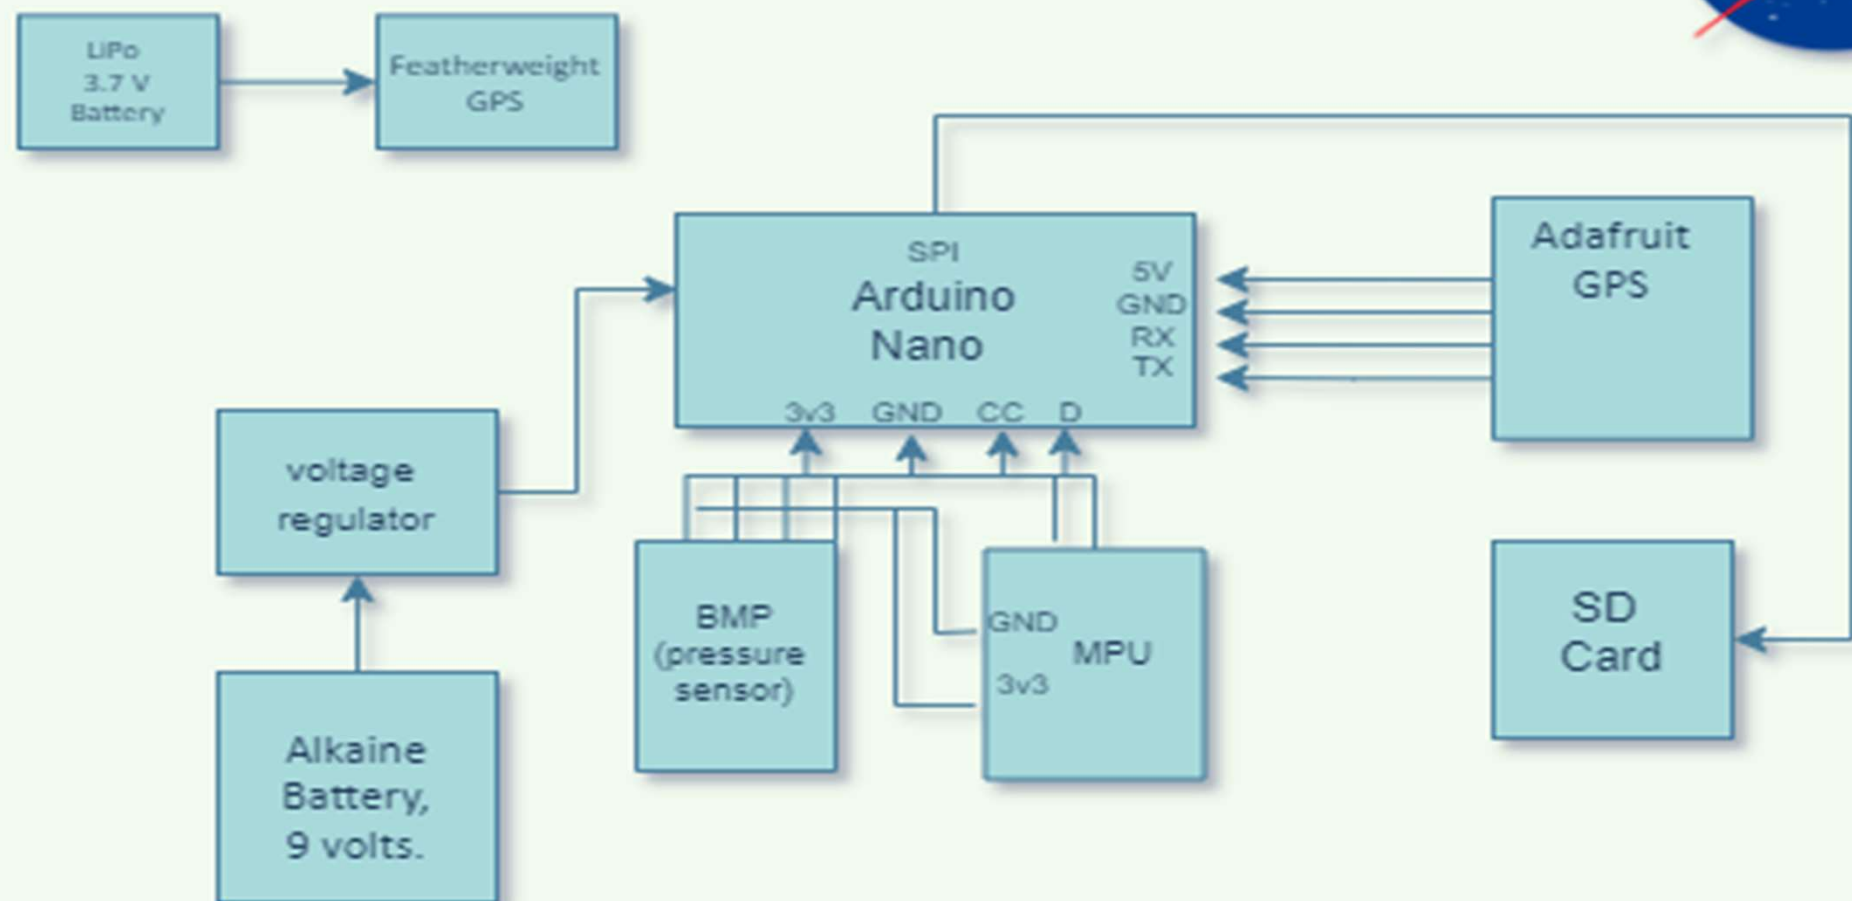 LiPo
3.7 V
Battery
Featherweight
GPS
SPI
Arduino
Nano
5V
GND
RX
TX
3v3 GND CC D
Adafruit
GPS
voltage
regulator
BMP
(pressure
sensor)
GND
MPU
3v3
SD
Card
Alkaine
Battery,
9 volts.